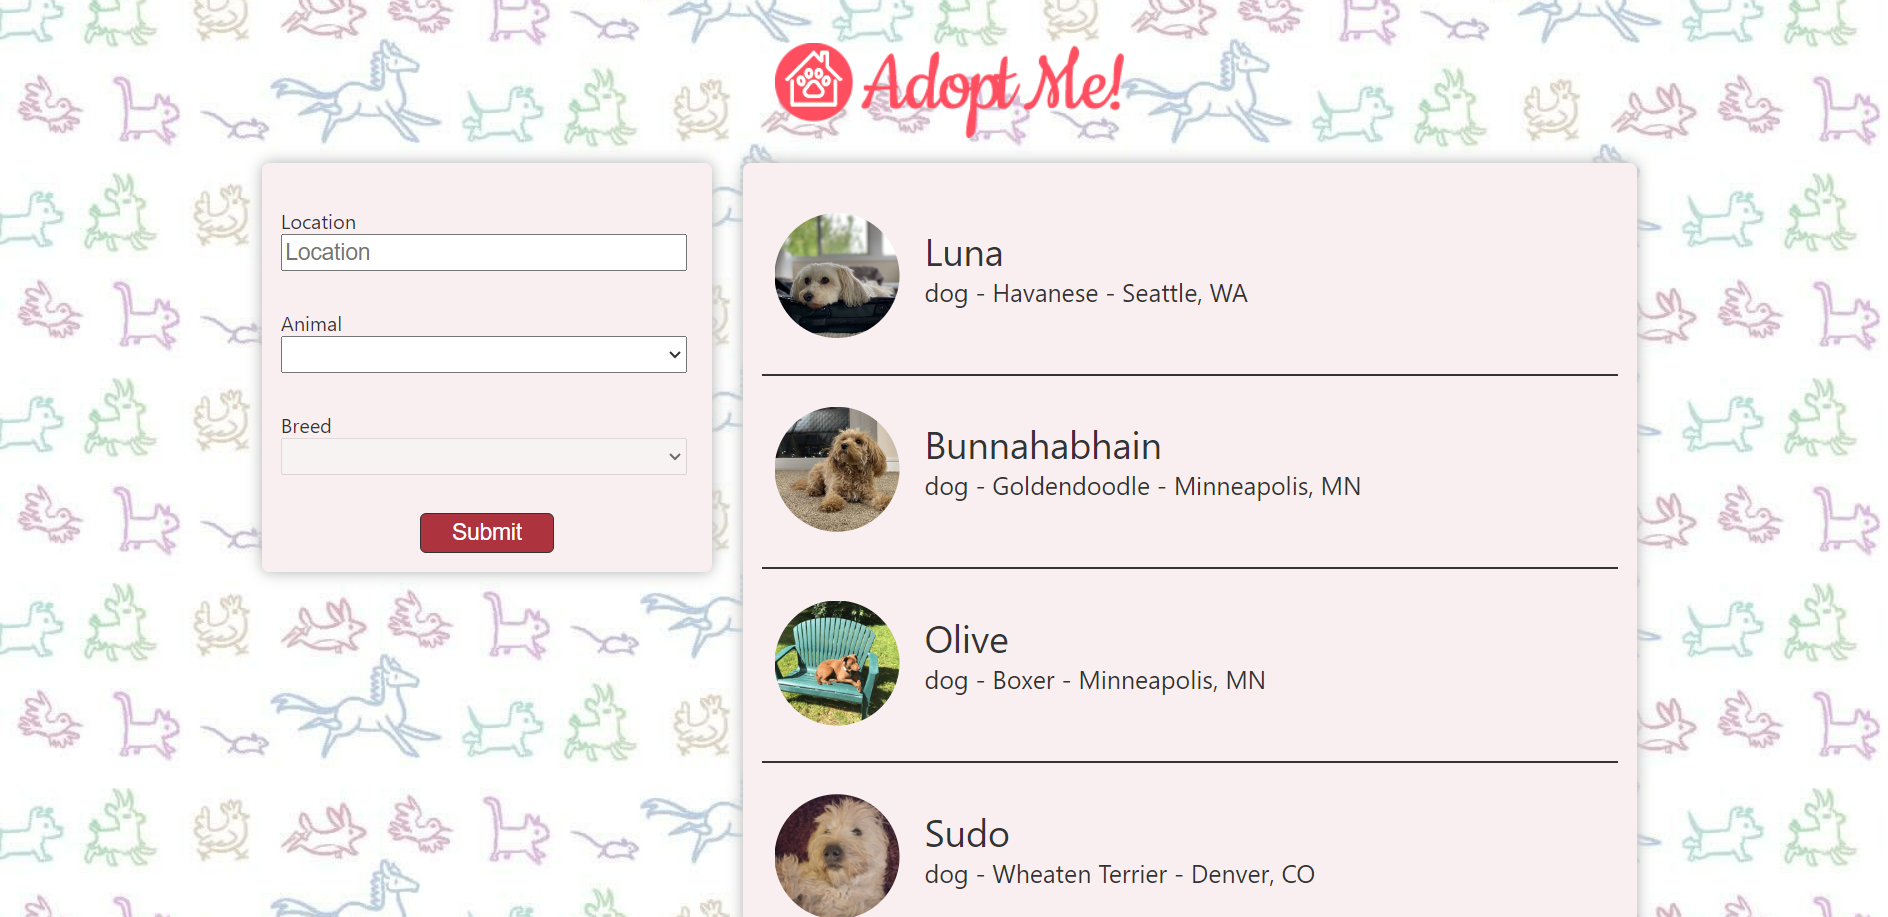 Adopt Me!
Location
Location
Animal
Breed
Submit
Luna
dog - Havanese - Seattle, WA
Bunnahabhain
dog - Goldendoodle - Minneapolis, MN
Olive
dog - Boxer - Minneapolis, MN
Sudo
dog - Wheaten Terrier - Denver, CO